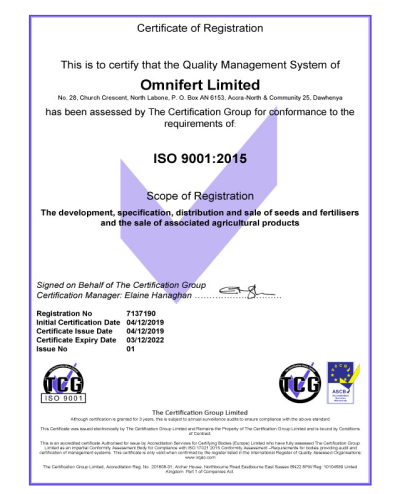 Certificate of Registration
This is to certify that the Quality Management System of
Omnifert Limited
No. 28, Church Crescent, North Labone, P. O. Box AN 6153, Accra-North & Community 25, Dawhenya
has been assessed by The Certification Group for conformance to the
requirements of:
ISO 9001:2015
Scope of Registration
The development, specification, distribution and sale of seeds and fertilisers
and the sale of associated agricultural products
Signed on Behalf of The Certification Group
Certification Manager: Elaine Hanaghan ..............................
Registration No 7137190
Initial Certification Date 04/12/2019
Certificate Issue Date 04/12/2019
Certificate Expiry Date 03/12/2022
Issue No 01
TCG
ISO 9001
TCG
ASCB
The Certification Group Limited
Although certification is granted for 3 years, this is subject to annual surveillance audits to ensure compliance with the above standard
This Certificate was issued electronically by The Certification Group Limited and Remains the Property of The Certification Group Limited and is bound by Conditions
of Contract.
This is an accredited certificate Authorised for issue by Accreditation Services for Certifying Bodies (Europe) Limited who have fully assessed The Certification Group
Limited as an impartial Conformity Assessment Body for Compliance with ISO 17021:2015 Conformity Assessment –Requirements for bodies providing audit and
certification of management systems. This certificate is only valid when confirmed by the register listed in the International Register of Quality Assessed Organisations:
The Certification Group Limited, Accreditation Reg. No. Archer House, Northbourne Road Eastbourne East Sussex BN22 8PW Reg: 
Kingdom Part 1 of Companies Act